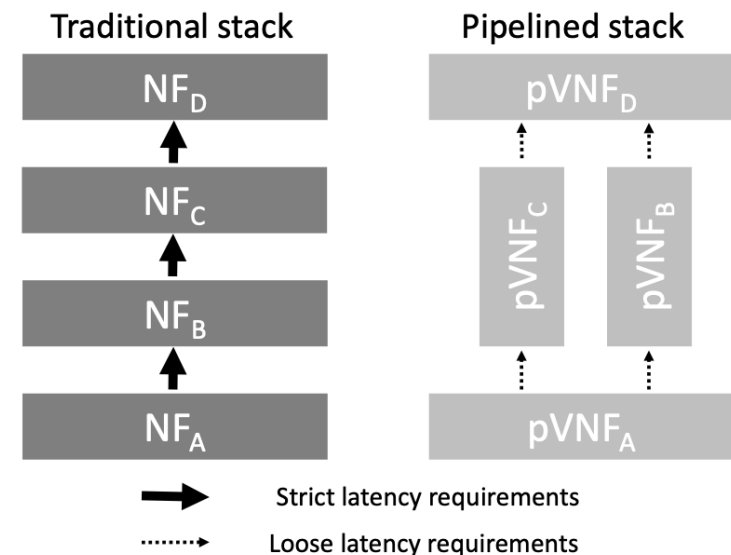 Traditional stack
NF_D
NF_C
NF_B
NF_A
Pipelined stack
pVNF_D
pVNF_C
pVNF_B
pVNF_A
Strict latency requirements
Loose latency requirements